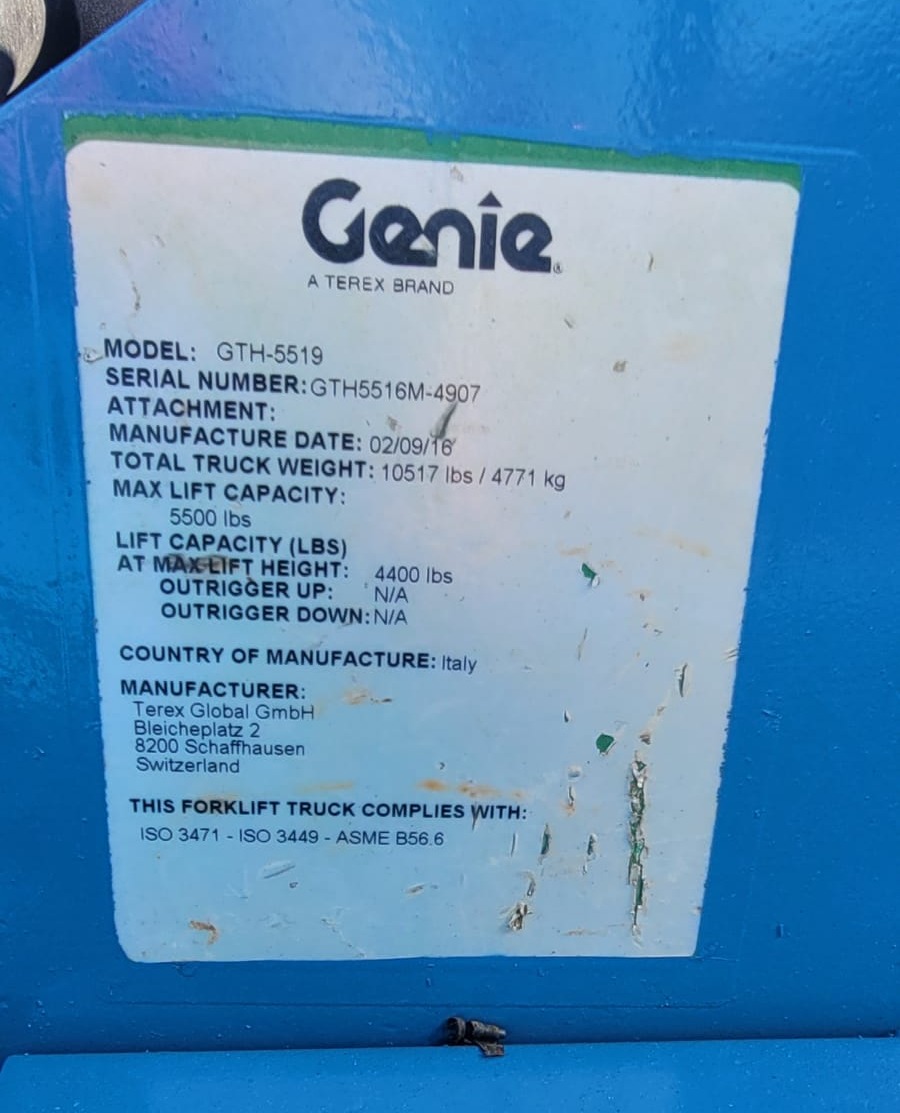 Genie®
A TEREX BRAND
MODEL: GTH-5519
SERIAL NUMBER: GTH5516M-4907
ATTACHMENT:
MANUFACTURE DATE: 02/09/16
TOTAL TRUCK WEIGHT: 10517 lbs / 4771 kg
MAX LIFT CAPACITY:
5500 lbs
LIFT CAPACITY (LBS)
AT MAX LIFT HEIGHT: 4400 lbs
OUTRIGGER UP: N/A
OUTRIGGER DOWN: N/A
COUNTRY OF MANUFACTURE: Italy
MANUFACTURER:
Terex Global GmbH
Bleicheplatz 2
8200 Schaffhausen
Switzerland
THIS FORKLIFT TRUCK COMPLIES WITH:
ISO 3471 - ISO 3449 - ASME B56.6